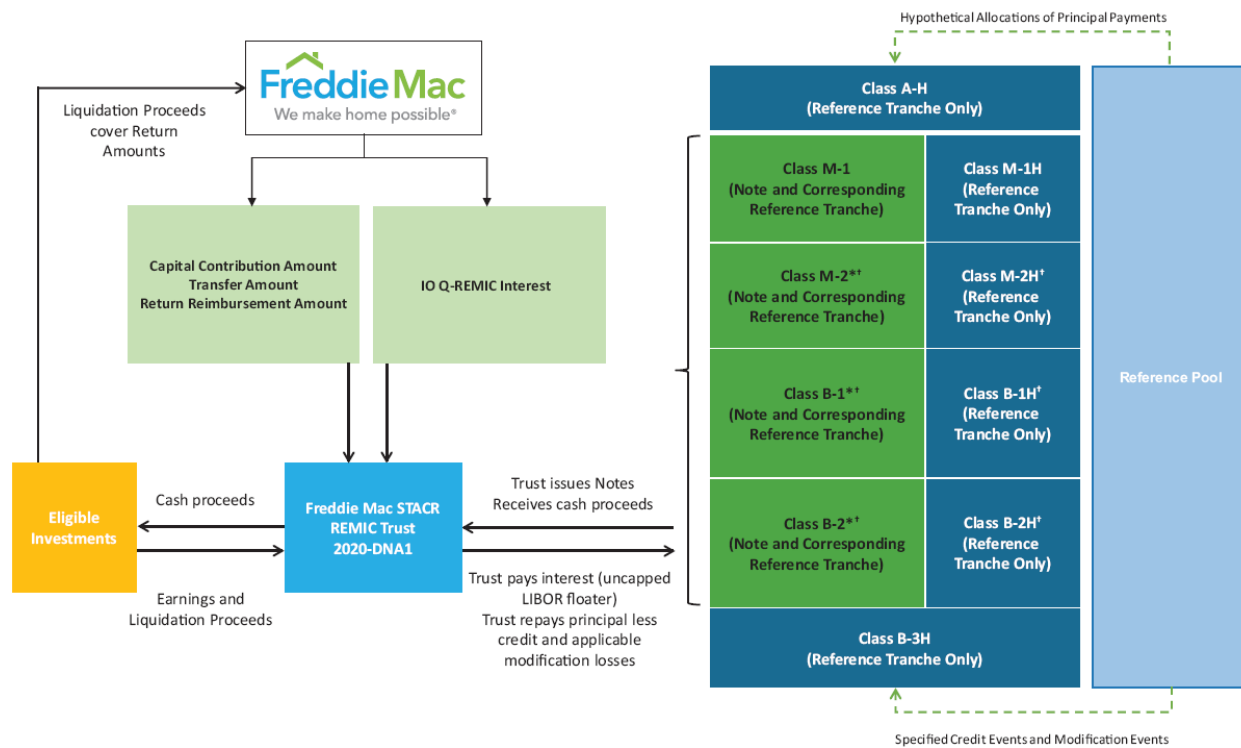 Hypothetical Allocations of Principal Payments
Freddie Mac
We make home possible®
Liquidation Proceeds
cover Return
Amounts
Capital Contribution Amount
Transfer Amount
Return Reimbursement Amount
IO Q-REMIC Interest
Eligible
Investments
Cash proceeds
Earnings and
Liquidation Proceeds
Freddie Mac STACR
REMIC Trust
2020-DNA1
Trust issues Notes
Receives cash proceeds
Trust pays interest (uncapped
LIBOR floater)
Trust repays principal less
credit and applicable
modification losses
Class A-H
(Reference Tranche Only)
Class M-1
(Note and Corresponding
Reference Tranche)
Class M-1H
(Reference
Tranche Only)
Class M-2*†
(Note and Corresponding
Reference Tranche)
Class M-2H†
(Reference
Tranche Only)
Class B-1*†
(Note and Corresponding
Reference Tranche)
Class B-1H†
(Reference
Tranche Only)
Class B-2*†
(Note and Corresponding
Reference Tranche)
Class B-2H†
(Reference
Tranche Only)
Class B-3H
(Reference Tranche Only)
Reference Pool
Specified Credit Events and Modification Events